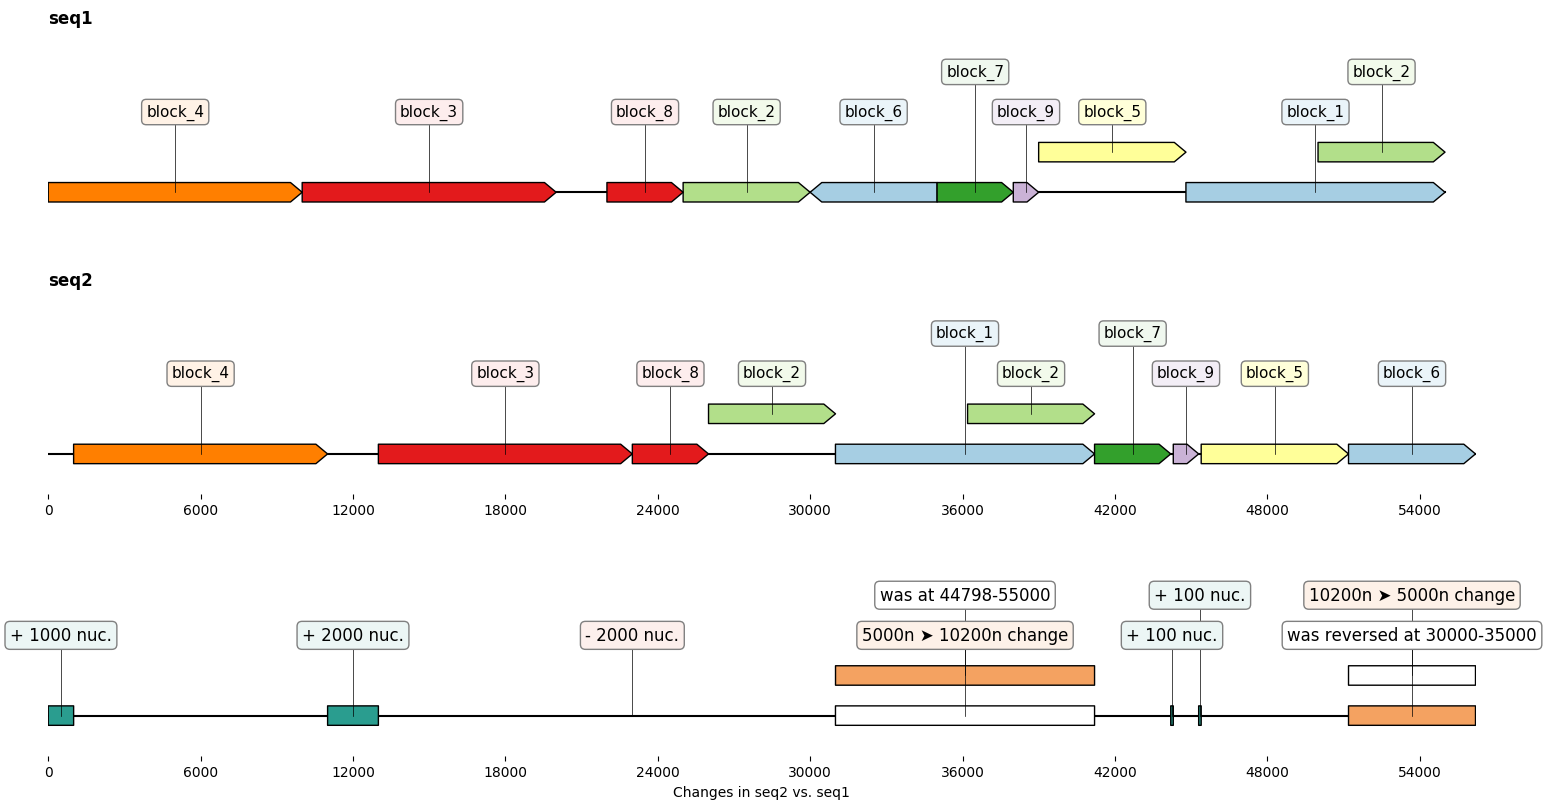 seq1
block_7
block_2
block_4
block_3
block_8
block_2
block_6
block_9
block_5
block_1
seq2
block_1
block_7
block_4
block_3
block_8
block_2
block_2
block_9
block_5
block_6
0 6000 12000 18000 24000 30000 36000 42000 48000 54000
was at 44798-55000
+ 100 nuc.
10200n ➤ 5000n change
+ 1000 nuc.
+ 2000 nuc.
- 2000 nuc.
5000n ➤ 10200n change
+ 100 nuc.
was reversed at 30000-35000
0 6000 12000 18000 24000 30000 36000 42000 48000 54000
Changes in seq2 vs. seq1